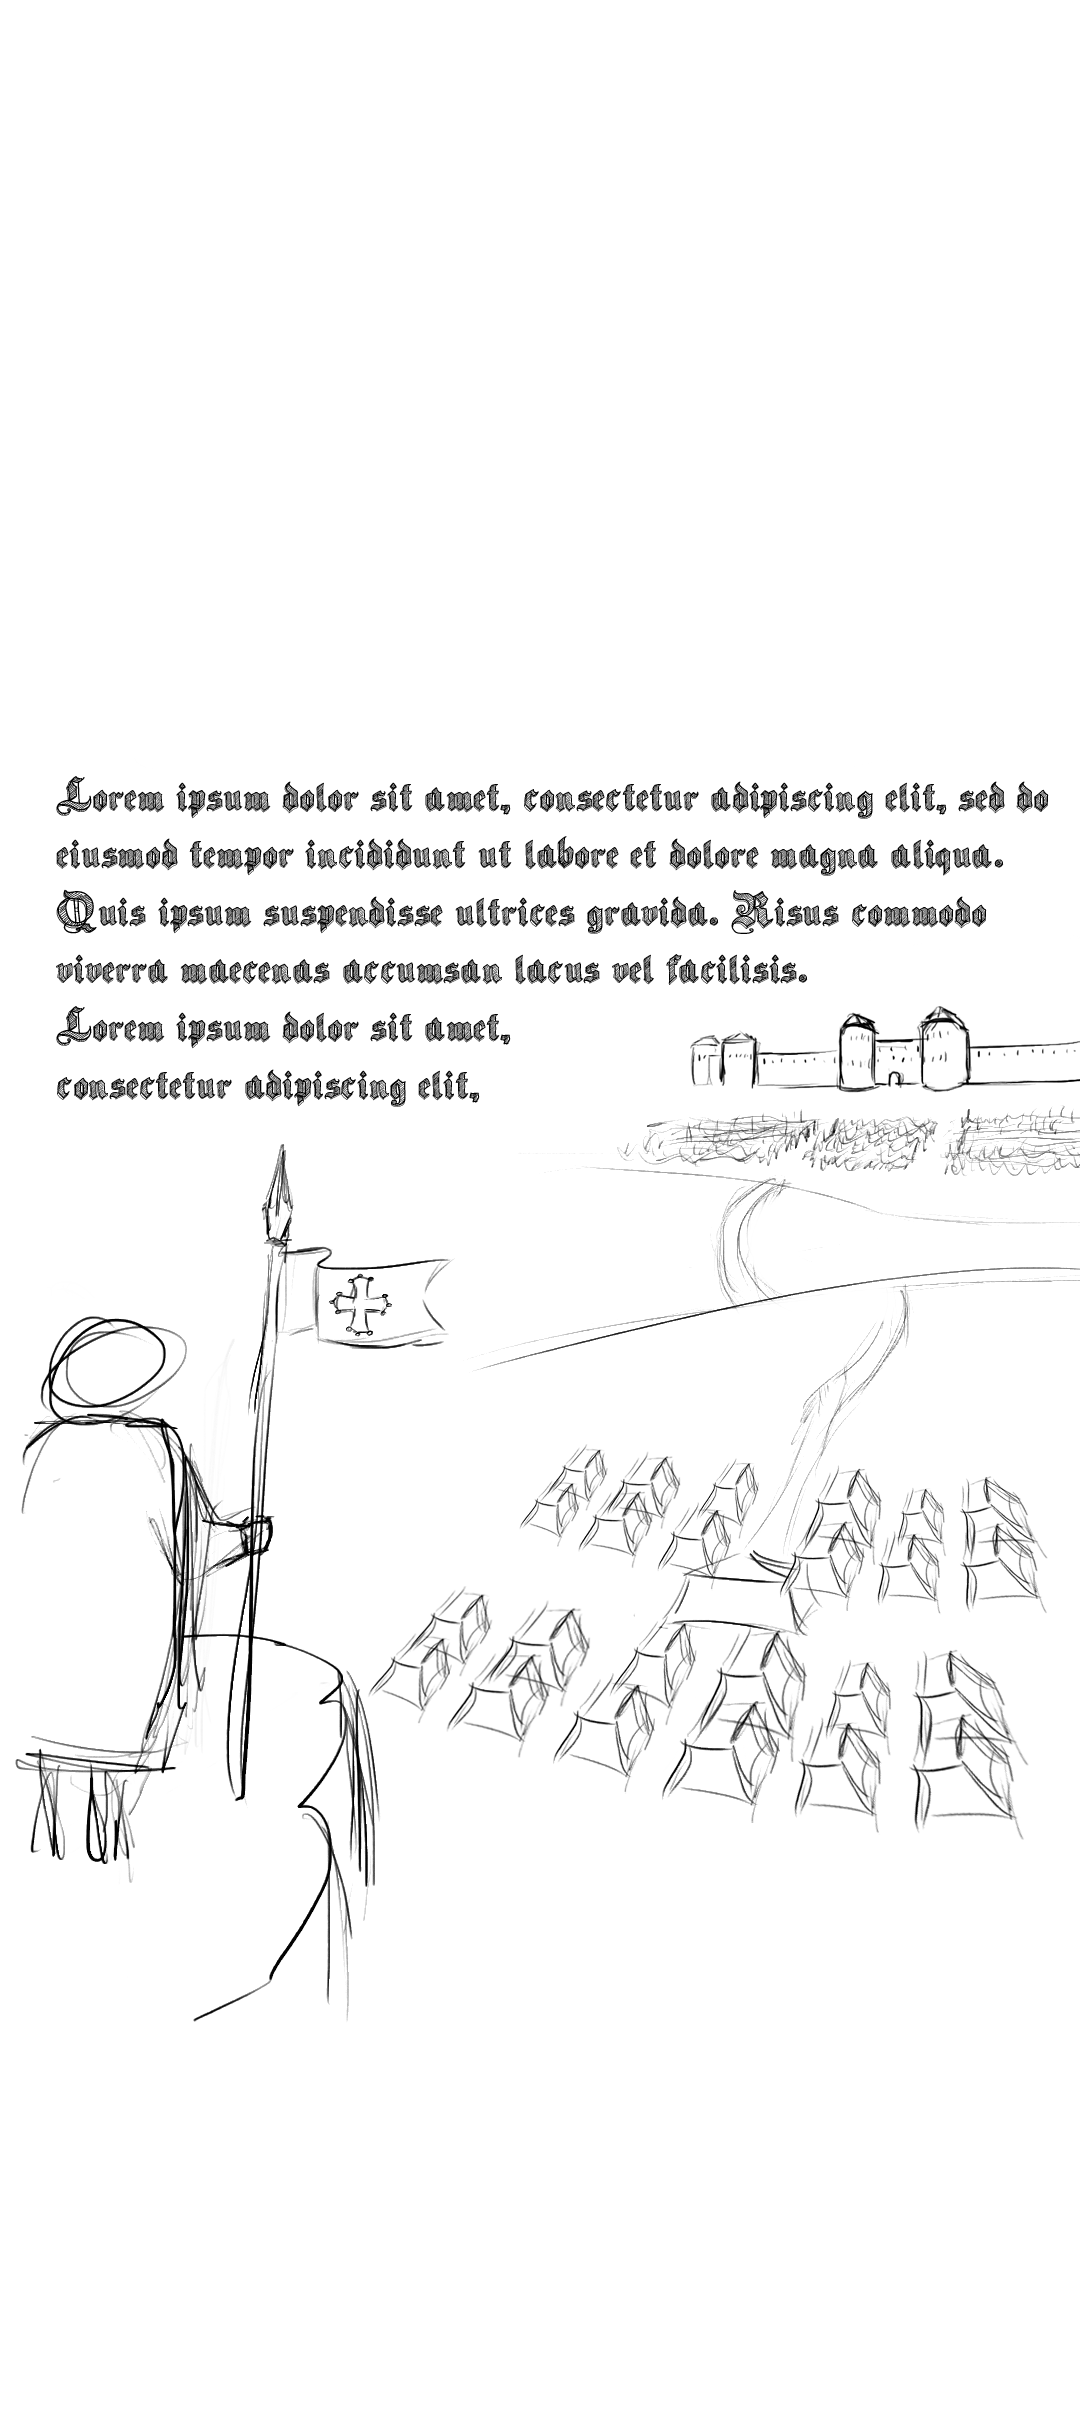 Lorem ipsum dolor sit amet, consectetur adipiscing elit, sed do
eiusmod tempor incididunt ut labore et dolore magna aliqua.
Quis ipsum suspendisse ultrices gravida. Risus commodo
viverra maecenas accumsan lacus vel facilisis.
Lorem ipsum dolor sit amet,
consectetur adipiscing elit,